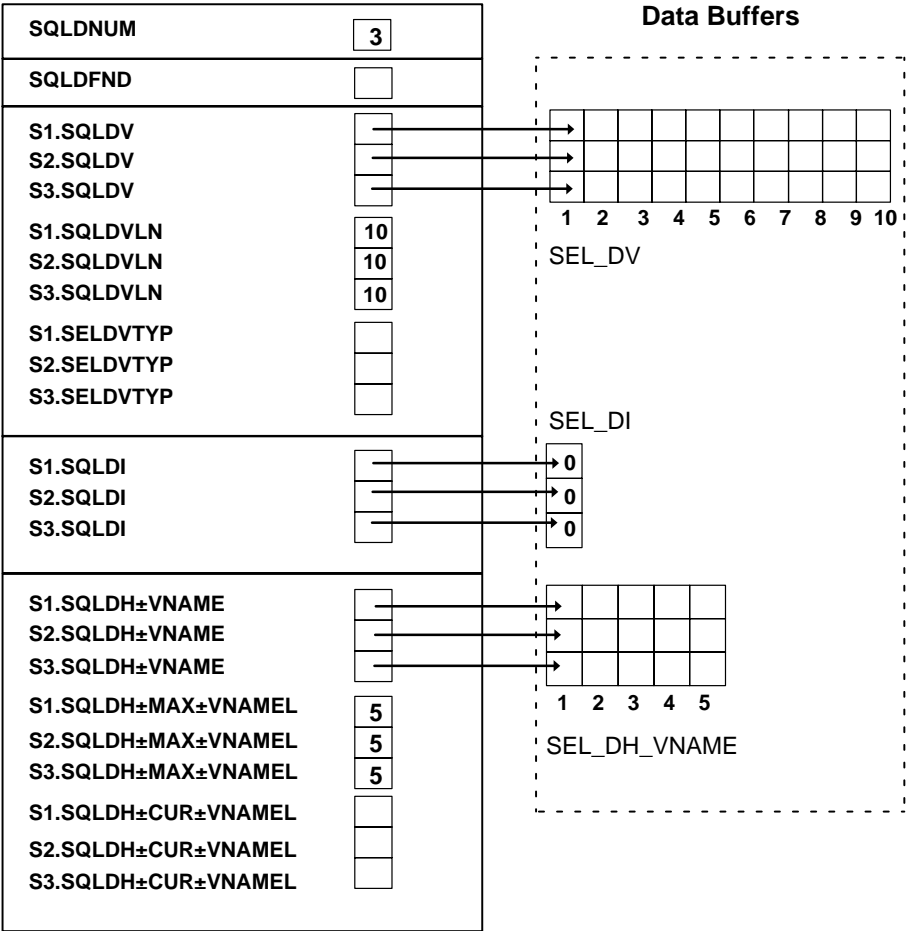 Data Buffers
SQLDNUM 3
SQLDFND
S1.SQLDV
S2.SQLDV
S3.SQLDV
1 2 3 4 5 6 7 8 9 10
SEL_DV
S1.SQLDVLN 10
S2.SQLDVLN 10
S3.SQLDVLN 10
S1.SELDVTYP
S2.SELDVTYP
S3.SELDVTYP
SEL_DI
S1.SQLDI 0
S2.SQLDI 0
S3.SQLDI 0
S1.SQLDH±VNAME
S2.SQLDH±VNAME
S3.SQLDH±VNAME
1 2 3 4 5
SEL_DH_VNAME
S1.SQLDH±MAX±VNAMEL 5
S2.SQLDH±MAX±VNAMEL 5
S3.SQLDH±MAX±VNAMEL 5
S1.SQLDH±CUR±VNAMEL
S2.SQLDH±CUR±VNAMEL
S3.SQLDH±CUR±VNAMEL